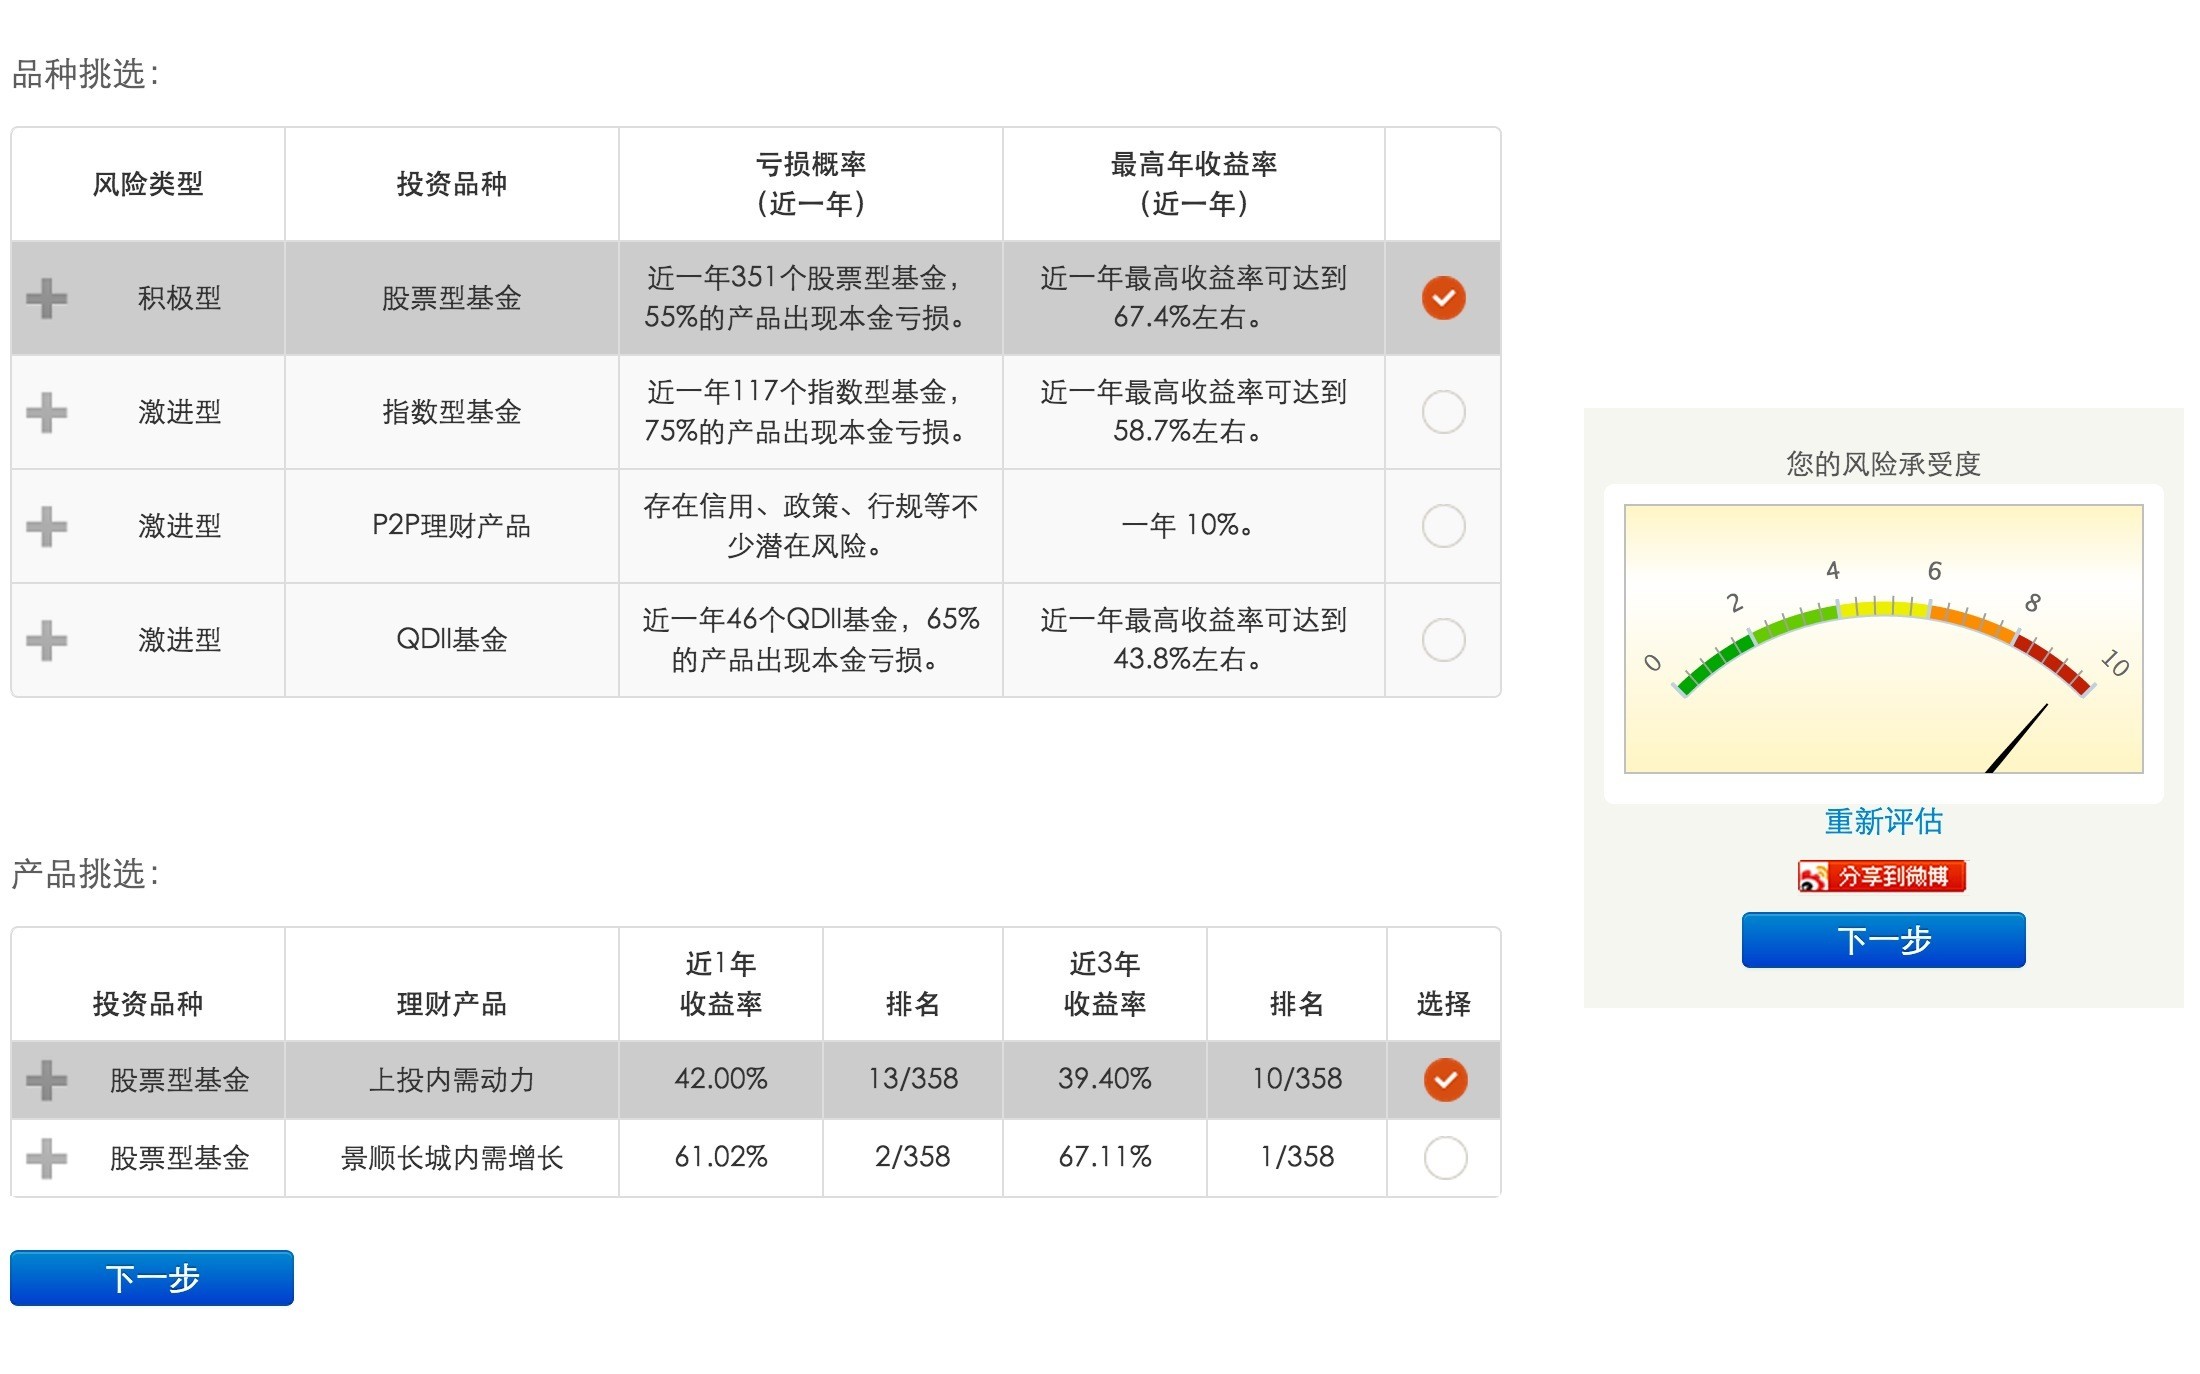 品种挑选：
风险类型
投资品种
亏损概率
（近一年）
最高年收益率
（近一年）
积极型
股票型基金
近一年351个股票型基金，
55%的产品出现本金亏损。
近一年最高收益率可达到
67.4%左右。
激进型
指数型基金
近一年117个指数型基金，
75%的产品出现本金亏损。
近一年最高收益率可达到
58.7%左右。
激进型
P2P理财产品
存在信用、政策、行规等不
少潜在风险。
一年 10%。
激进型
QDII基金
近一年46个QDII基金，65%
的产品出现本金亏损。
近一年最高收益率可达到
43.8%左右。
您的风险承受度
0
2
4
6
8
10
重新评估
分享到微博
下一步
产品挑选：
投资品种
理财产品
近1年
收益率
排名
近3年
收益率
排名
选择
股票型基金
上投内需动力
42.00%
13/358
39.40%
10/358
股票型基金
景顺长城内需增长
61.02%
2/358
67.11%
1/358
下一步